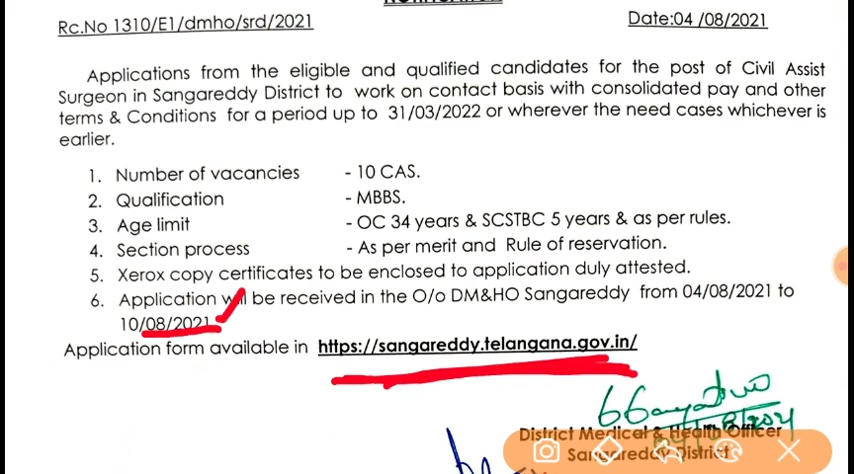 Rc.No 1310/E1/dmho/srd/2021
Date:04 /08/2021
Applications from the eligible and qualified candidates for the post of Civil Assist
Surgeon in Sangareddy District to work on contact basis with consolidated pay and other
terms & Conditions for a period up to 31/03/2022 or wherever the need cases whichever is
earlier.
1. Number of vacancies - 10 CAS.
2. Qualification - MBBS.
3. Age limit - OC 34 years & SCSTBC 5 years & as per rules.
4. Section process - As per merit and Rule of reservation.
5. Xerox copy certificates to be enclosed to application duly attested.
6. Application will be received in the O/o DM&HO Sangareddy from 04/08/2021 to
10/08/2021
Application form available in https://sangareddy.telangana.gov.in/
District Medical & Health Officer
Sangareddy District